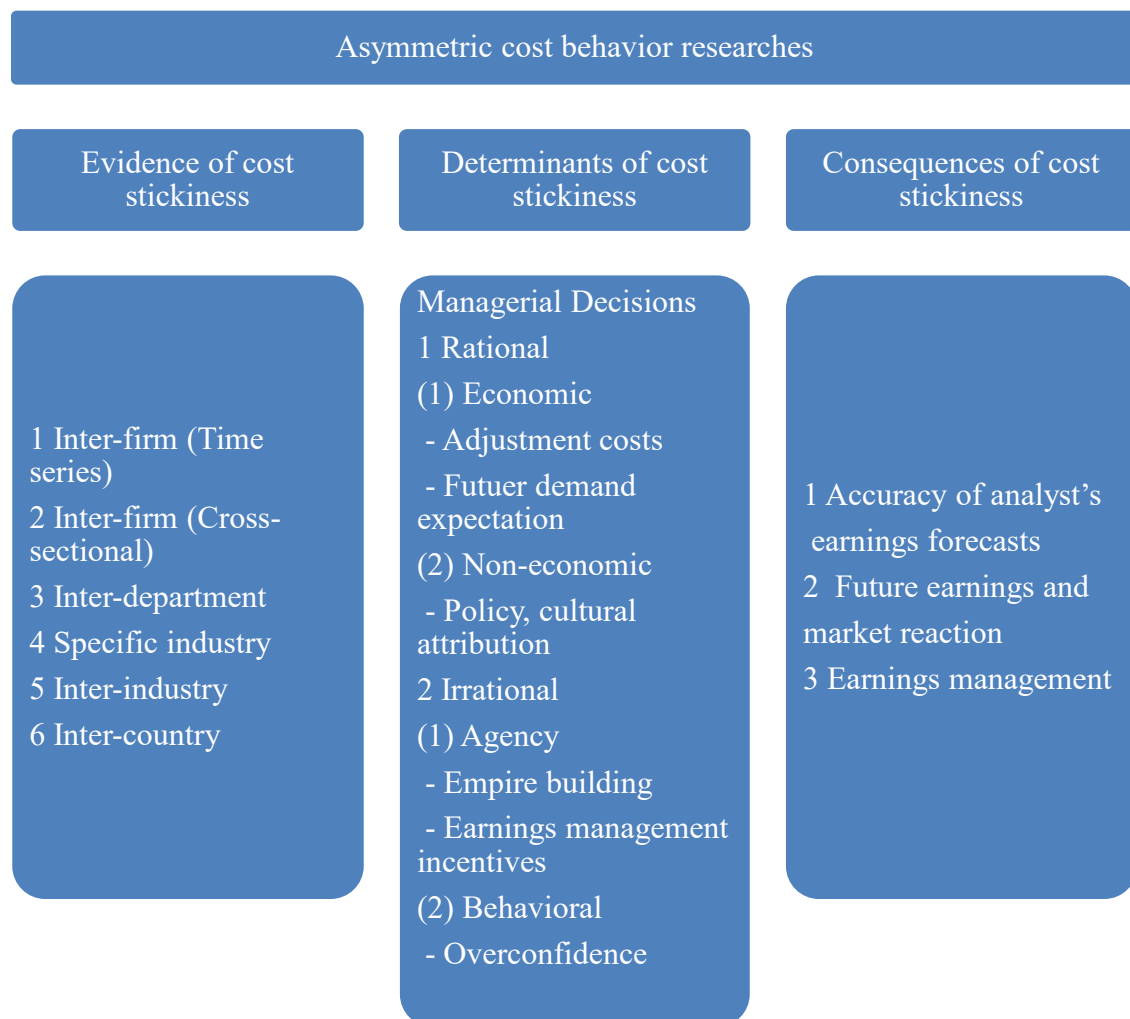 Asymmetric cost behavior researches
Evidence of cost
stickiness
Determinants of cost
stickiness
Consequences of cost
stickiness
1 Inter-firm (Time
series)
2 Inter-firm (Cross-
sectional)
3 Inter-department
4 Specific industry
5 Inter-industry
6 Inter-country
Managerial Decisions
1 Rational
(1) Economic
- Adjustment costs
- Futuer demand
expectation
(2) Non-economic
- Policy, cultural
attribution
2 Irrational
(1) Agency
- Empire building
- Earnings management
incentives
(2) Behavioral
- Overconfidence
1 Accuracy of analyst’s
earnings forecasts
2 Future earnings and
market reaction
3 Earnings management